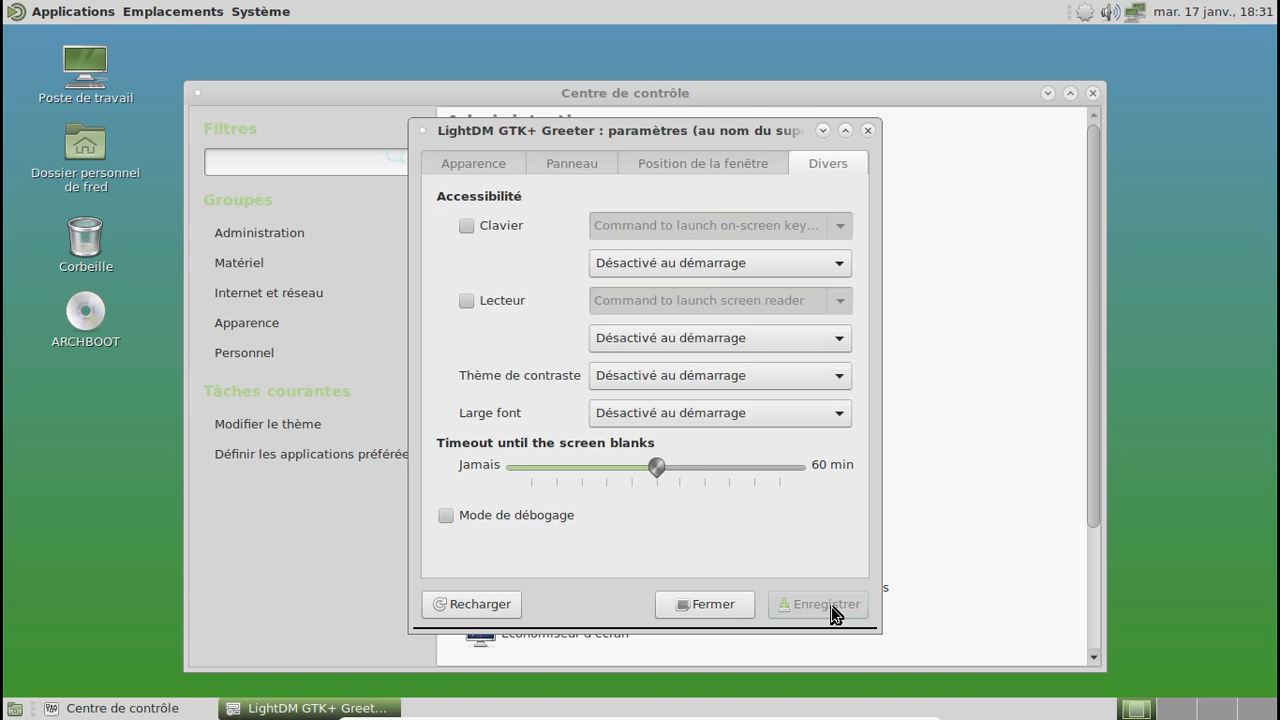 Applications Emplacements Système
mar. 17 janv., 18:31
Poste de travail
Dossier personnel
de fred
Corbeille
ARCHBOOT
Centre de contrôle
Filtres
Groupes
Administration
Matériel
Internet et réseau
Apparence
Personnel
Tâches courantes
Modifier le thème
Définir les applications préférée
LightDM GTK+ Greeter : paramètres (au nom du sup
Apparence
Panneau
Position de la fenêtre
Divers
Accessibilité
Clavier
Command to launch on-screen key...
Désactivé au démarrage
Lecteur
Command to launch screen reader
Désactivé au démarrage
Thème de contraste
Désactivé au démarrage
Large font
Désactivé au démarrage
Timeout until the screen blanks
Jamais
60 min
Mode de débogage
Recharger
Fermer
Enregistrer
Centre de contrôle
LightDM GTK+ Greet...